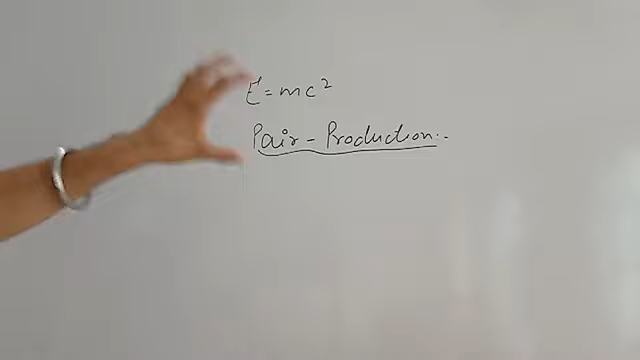 E = mc²
Pair - Production:-